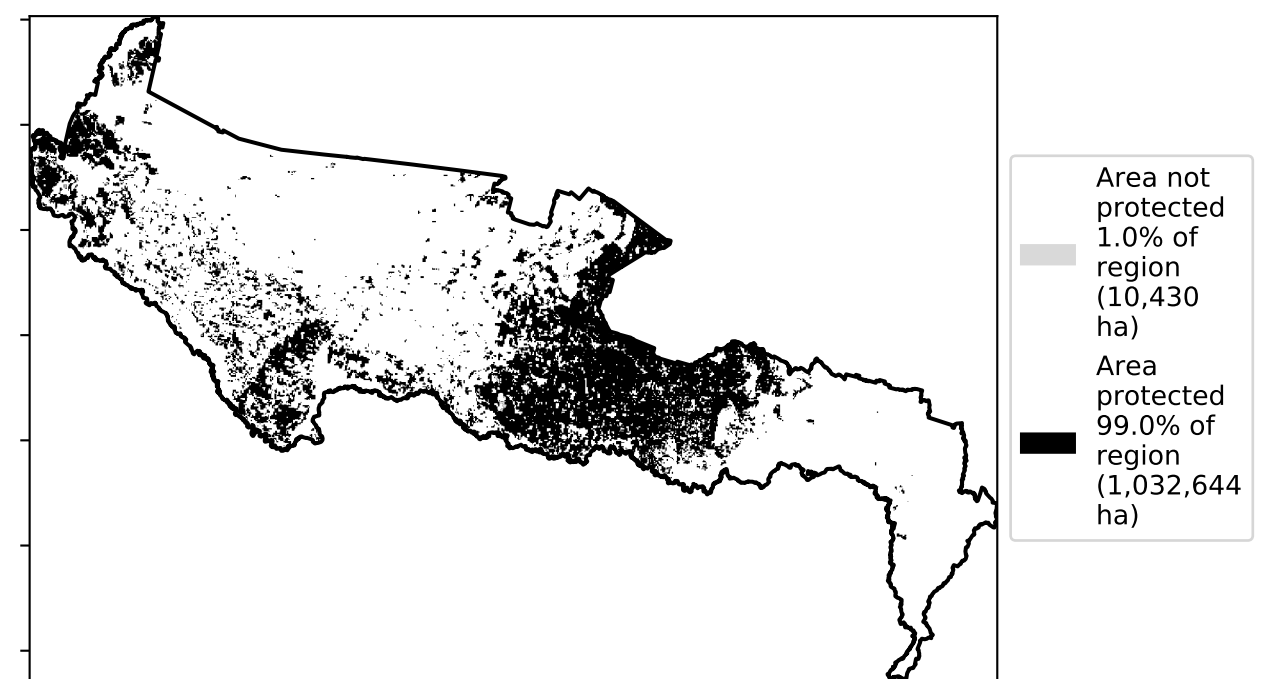 Area not
protected
1.0% of
region
(10,430
ha)
Area
protected
99.0% of
region
(1,032,644
ha)